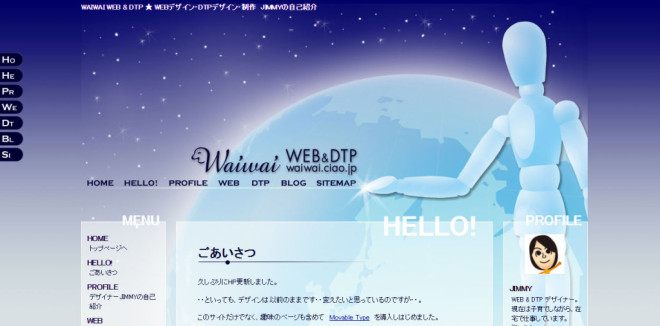 WAIWAI WEB & DTP ★ WEBデザイン・DTPデザイン・制作 JIMMYの自己紹介
HO
HE
PR
WE
DT
BL
SI
Waiwai WEB&DTP
waiwai.ciao.jp
HOME HELLO! PROFILE WEB DTP BLOG SITEMAP
MENU
HOME
トップページへ
HELLO!
ごあいさつ
PROFILE
デザイナーJIMMYの自己
紹介
WEB
HELLO!
ごあいさつ
久しぶりにHP更新しました。
・・といっても、デザインは以前のままです・・変えたいと思っているのですが・・。
このサイトだけでなく、趣味のページも含めて Movable Type を導入しはじめました。
PROFILE
JIMMY
WEB & DTP デザイナー。
現在は子育てしながら、在
宅で仕事しています。